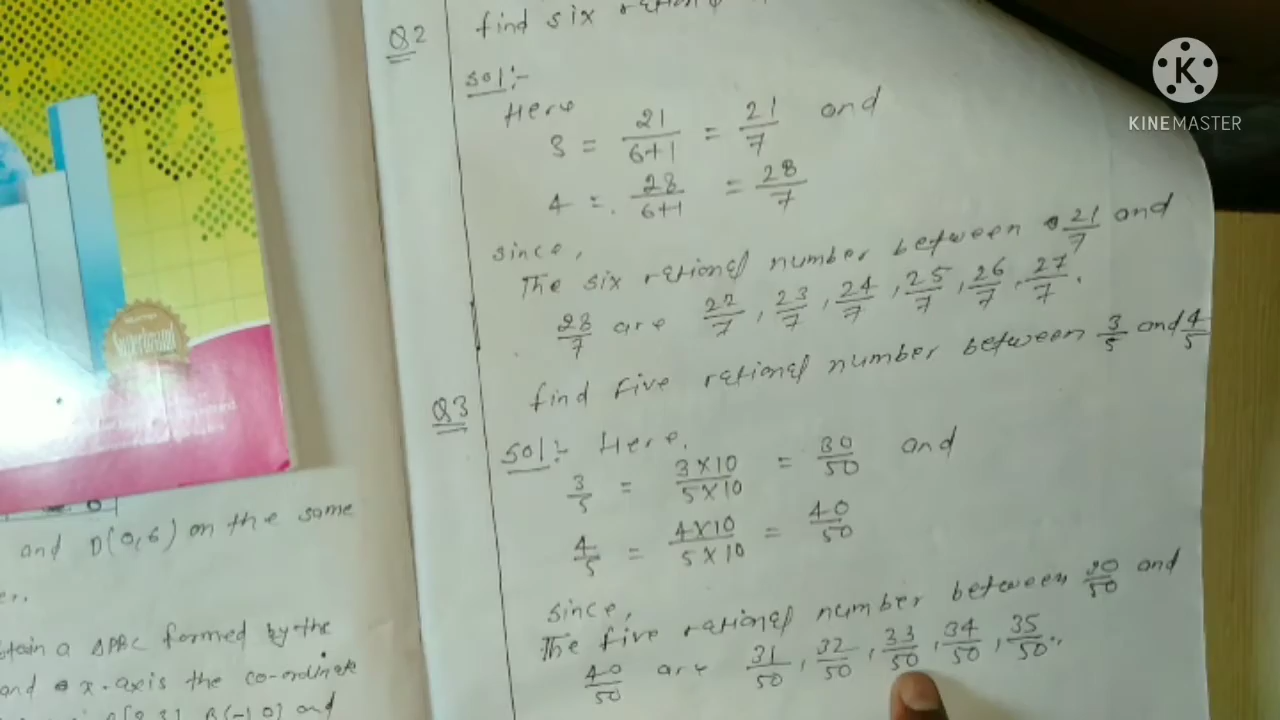 Q2 find six
Sol:-
Here
3 = 21/6+1 = 21/7 and
4 = 28/6+1 = 28/7
since,
The six rational number between 21/7 and
28/7 are 22/7, 23/7, 24/7, 25/7, 26/7, 27/7.
Q3 find five rational number between 3/5 and 4/5
Sol:- Here,
3/5 = 3×10/5×10 = 30/50 and
4/5 = 4×10/5×10 = 40/50
since,
The five rational number between 30/50 and
40/50 are 31/50, 32/50, 33/50, 34/50, 35/50.
KINEMASTER
K
and D(0,6) on the same
a ΔPBC formed by the
and x-axis the co-ordinate
B(-1,0) and